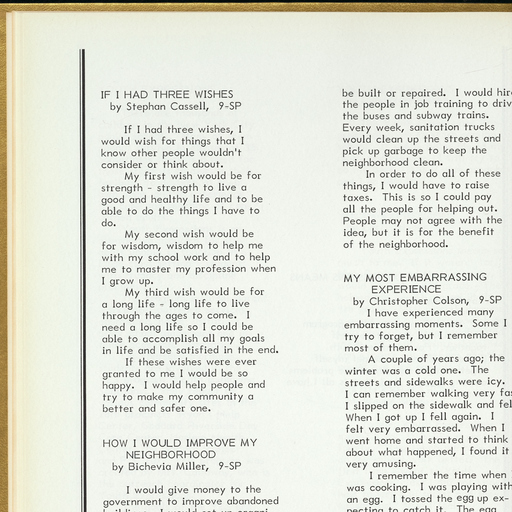 IF I HAD THREE WISHES
by Stephan Cassell, 9-SP
If I had three wishes, I
would wish for things that I
know other people wouldn't
consider or think about.
My first wish would be for
strength - strength to live a
good and healthy life and to be
able to do the things I have to
do.
My second wish would be
for wisdom, wisdom to help me
with my school work and to help
me to master my profession when
I grow up.
My third wish would be for
a long life - long life to live
through the ages to come. I
need a long life so I could be
able to accomplish all my goals
in life and be satisfied in the end.
If these wishes were ever
granted to me I would be so
happy. I would help people and
try to make my community a
better and safer one.
HOW I WOULD IMPROVE MY
NEIGHBORHOOD
by Bichevia Miller, 9-SP
I would give money to the
government to improve abandoned
be built or repaired. I would
the people in job training to
the buses and subway trains.
Every week, sanitation trucks
would clean up the streets and
pick up garbage to keep the
neighborhood clean.
In order to do all of these
things, I would have to raise
taxes. This is so I could pay
all the people for helping out.
People may not agree with the
idea, but it is for the benefit
of the neighborhood.
MY MOST EMBARRASSING
EXPERIENCE
by Christopher Colson, 9-SP
I have experienced many
embarrassing moments. Some I
try to forget, but I remember
most of them.
A couple of years ago; the
winter was a cold one. The
streets and sidewalks were icy.
I can remember walking very
I slipped on the sidewalk and
When I got up I fell again. I
felt very embarrassed. When I
went home and started to think
about what happened, I found it
very amusing.
I remember the time when
was cooking. I was playing with
an egg. I tossed the egg up ex-
pecting to catch it. The egg